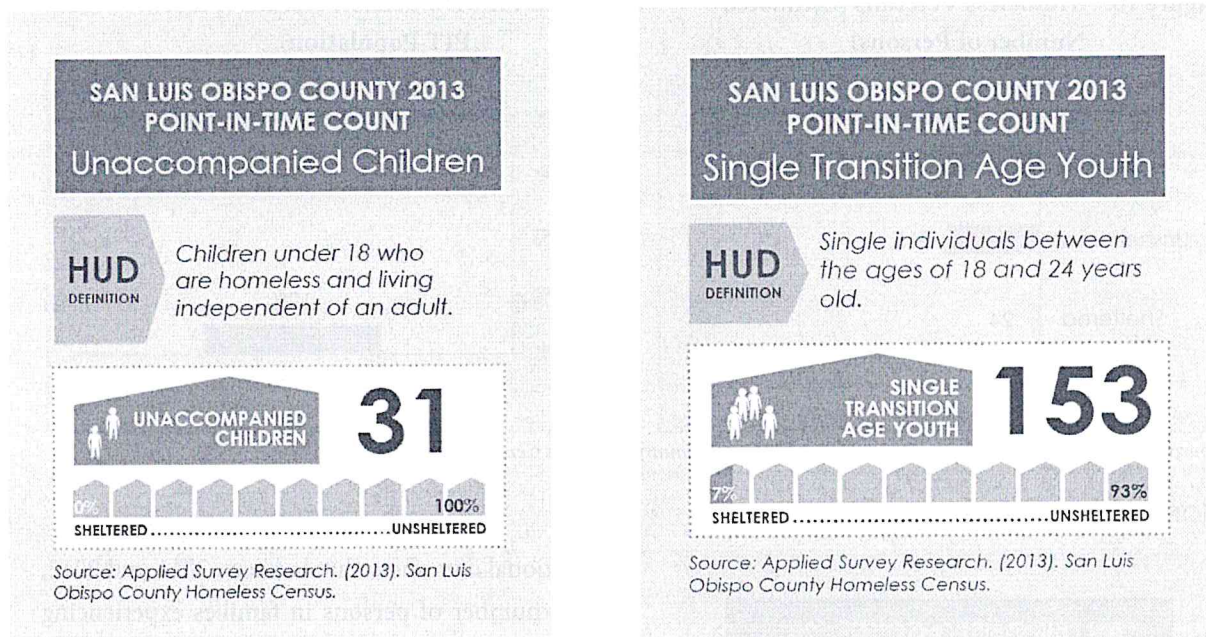 SAN LUIS OBISPO COUNTY 2013
POINT-IN-TIME COUNT
Unaccompanied Children
HUD
DEFINITION
Children under 18 who
are homeless and living
independent of an adult.
UNACCOMPANIED
CHILDREN
31
0%
100%
SHELTERED........................................UNSHELTERED
Source: Applied Survey Research. (2013). San Luis
Obispo County Homeless Census.
SAN LUIS OBISPO COUNTY 2013
POINT-IN-TIME COUNT
Single Transition Age Youth
HUD
DEFINITION
Single individuals between
the ages of 18 and 24 years
old.
SINGLE
TRANSITION
AGE YOUTH
153
7%
93%
SHELTERED ..........................................UNSHELTERED
Source: Applied Survey Research. (2013). San Luis
Obispo County Homeless Census.